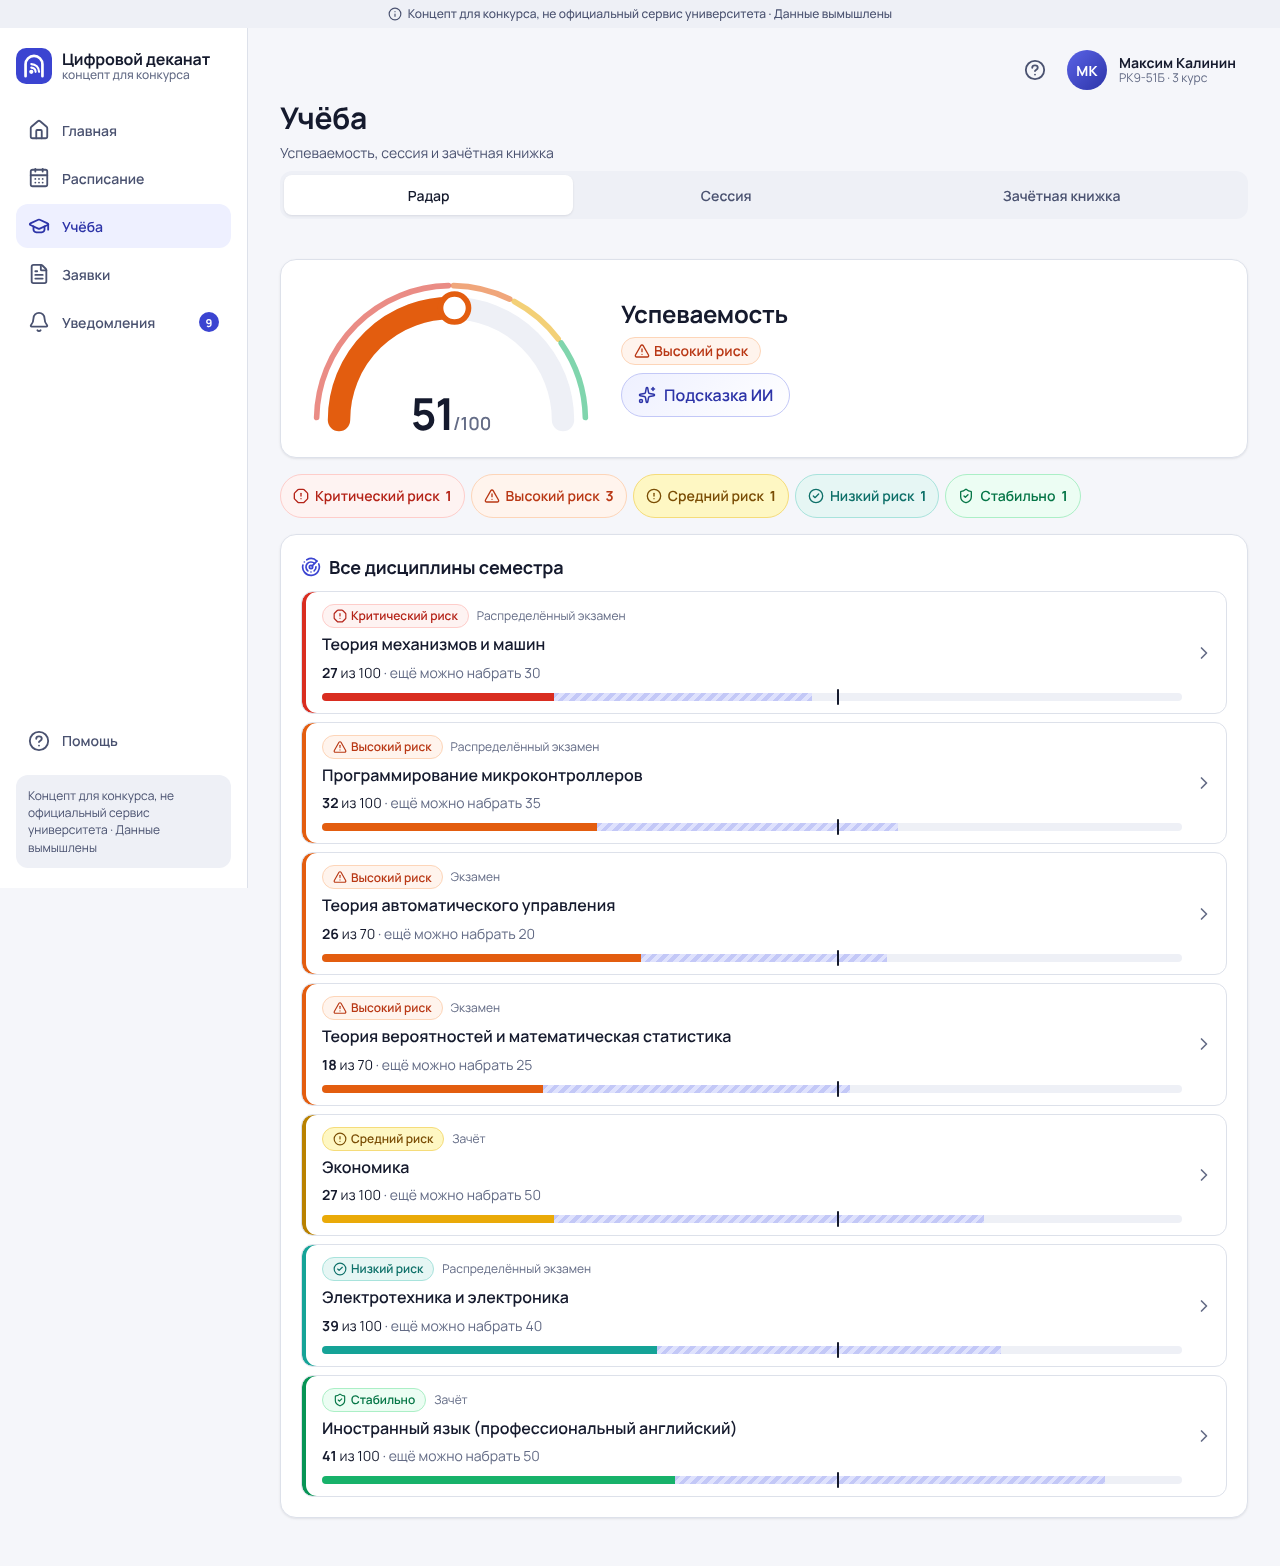 Концепт для конкурса, не официальный сервис университета · Данные вымышлены
Цифровой деканат
концепт для конкурса
Главная
Расписание
Учёба
Заявки
Уведомления 9
Помощь
Концепт для конкурса, не
официальный сервис
университета · Данные
вымышлены
МК
Максим Калинин
РК9-51Б · 3 курс
Учёба
Успеваемость, сессия и зачётная книжка
Радар Сессия Зачётная книжка
51/100
Успеваемость
Высокий риск
Подсказка ИИ
Критический риск 1 Высокий риск 3 Средний риск 1 Низкий риск 1 Стабильно 1
Все дисциплины семестра
Критический риск Распределённый экзамен
Теория механизмов и машин
27 из 100 · ещё можно набрать 30
Высокий риск Распределённый экзамен
Программирование микроконтроллеров
32 из 100 · ещё можно набрать 35
Высокий риск Экзамен
Теория автоматического управления
26 из 70 · ещё можно набрать 20
Высокий риск Экзамен
Теория вероятностей и математическая статистика
18 из 70 · ещё можно набрать 25
Средний риск Зачёт
Экономика
27 из 100 · ещё можно набрать 50
Низкий риск Распределённый экзамен
Электротехника и электроника
39 из 100 · ещё можно набрать 40
Стабильно Зачёт
Иностранный язык (профессиональный английский)
41 из 100 · ещё можно набрать 50